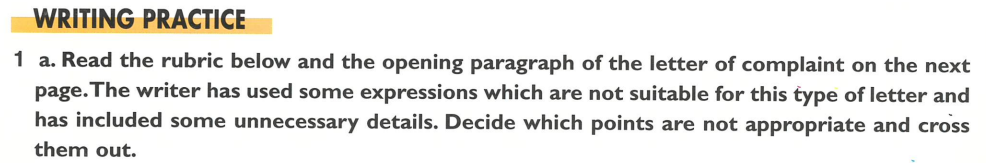 WRITING PRACTICE
1 a. Read the rubric below and the opening paragraph of the letter of complaint on the next
page.The writer has used some expressions which are not suitable for this type of letter and
has included some unnecessary details. Decide which points are not appropriate and cross
them out.